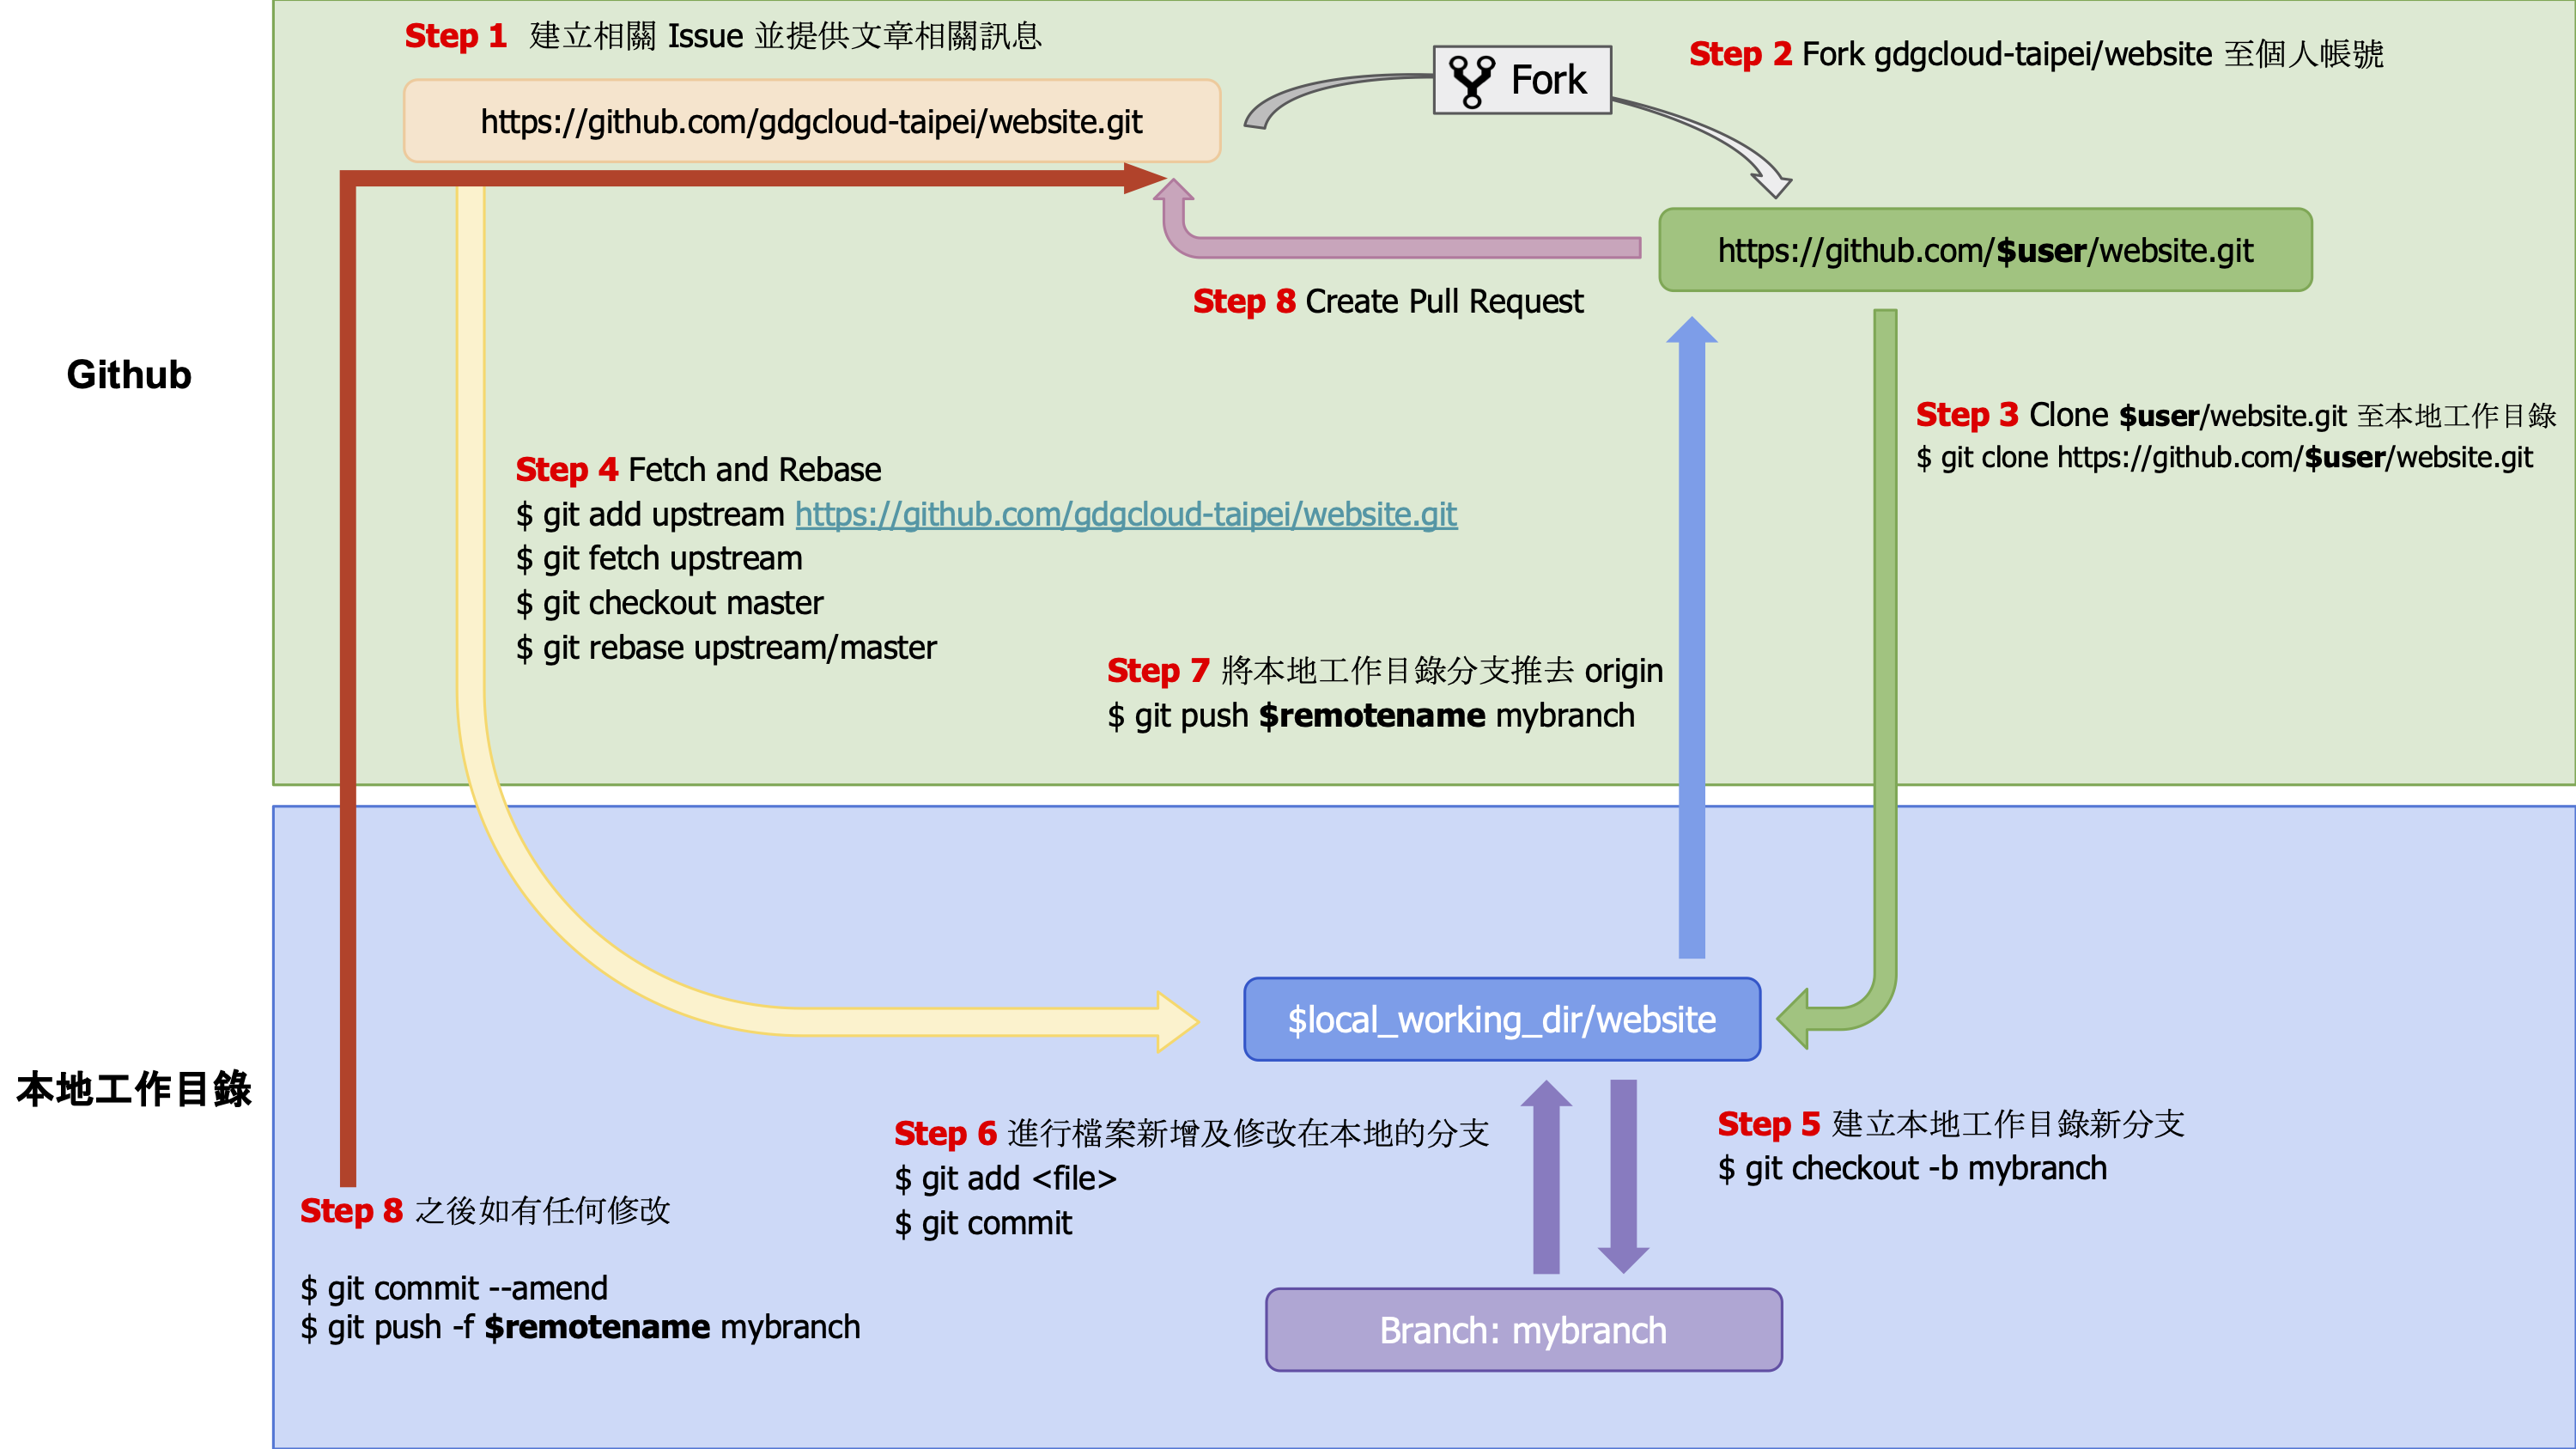 Step 1 建立相關 Issue 並提供文章相關訊息
https://github.com/gdgcloud-taipei/website.git
Fork
Step 2 Fork gdgcloud-taipei/website 至個人帳號
https://github.com/$user/website.git
Step 8 Create Pull Request
Github
Step 3 Clone $user/website.git 至本地工作目錄
$ git clone https://github.com/$user/website.git
Step 4 Fetch and Rebase
$ git add upstream https://github.com/gdgcloud-taipei/website.git
$ git fetch upstream
$ git checkout master
$ git rebase upstream/master
Step 7 將本地工作目錄分支推去 origin
$ git push $remotename mybranch
$local_working_dir/website
本地工作目錄
Step 5 建立本地工作目錄新分支
$ git checkout -b mybranch
Step 6 進行檔案新增及修改在本地的分支
$ git add <file>
$ git commit
Step 8 之後如有任何修改
$ git commit --amend
$ git push -f $remotename mybranch
Branch: mybranch